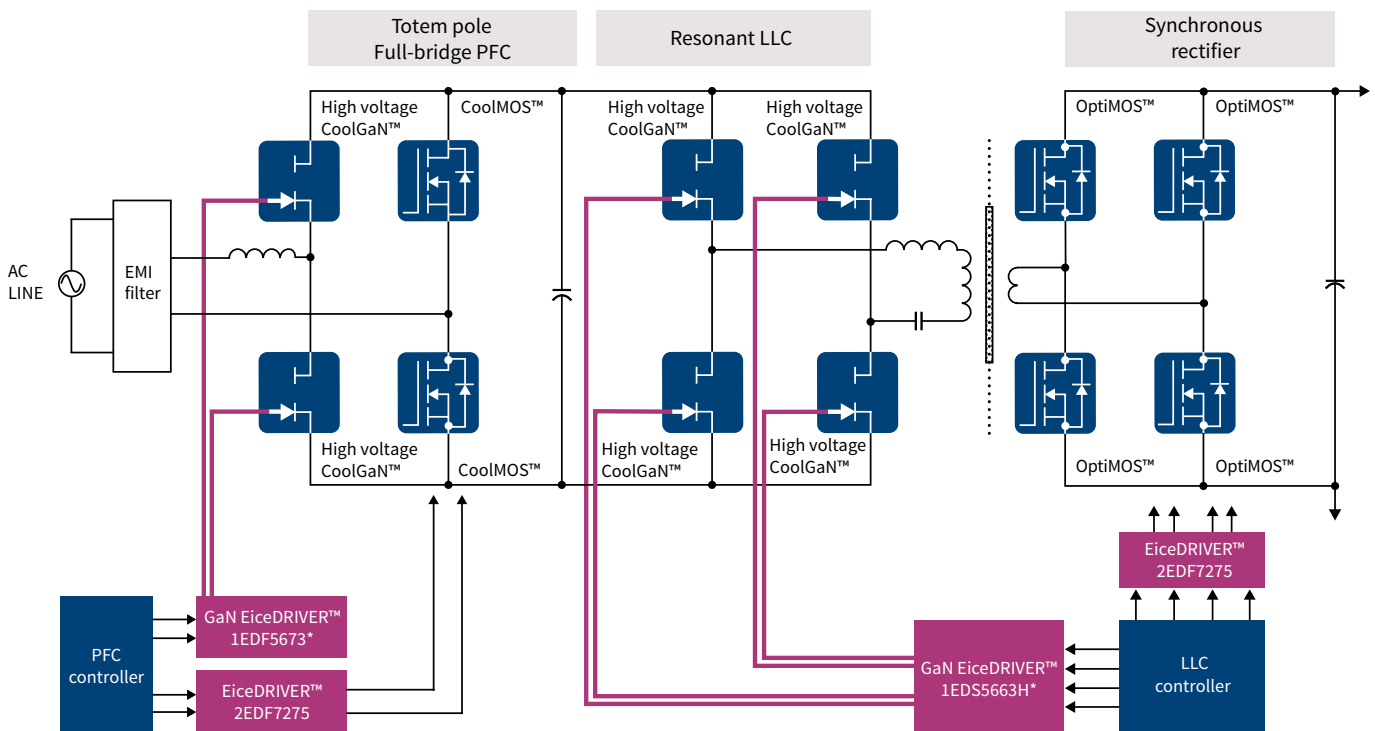 Totem pole
Full-bridge PFC
Resonant LLC
Synchronous
rectifier
High voltage
CoolGaN™
CoolMOS™
High voltage
CoolGaN™
High voltage
CoolGaN™
OptiMOS™
OptiMOS™
AC
LINE
EMI
filter
High voltage
CoolGaN™
CoolMOS™
High voltage
CoolGaN™
High voltage
CoolGaN™
OptiMOS™
OptiMOS™
PFC
controller
GaN EiceDRIVER™
1EDF5673*
EiceDRIVER™
2EDF7275
GaN EiceDRIVER™
1EDS5663H*
EiceDRIVER™
2EDF7275
LLC
controller